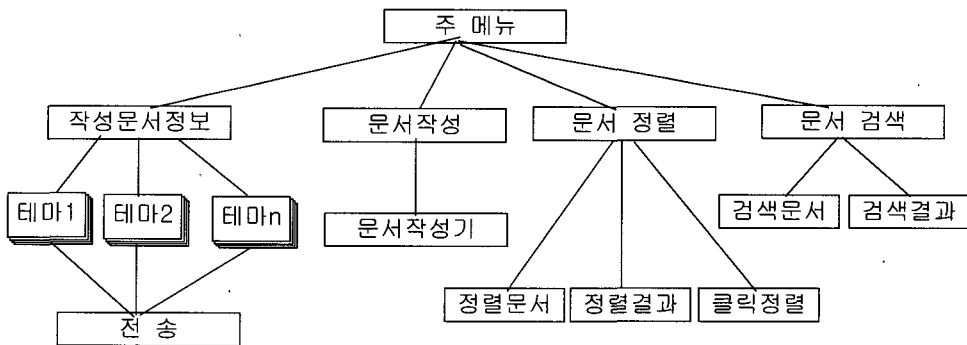 주 메뉴
작성문서정보
문서작성
문서 정렬
문서 검색
테마1
테마2
테마n
문서작성기
검색문서
검색결과
정렬문서
정렬결과
클릭정렬
전 송